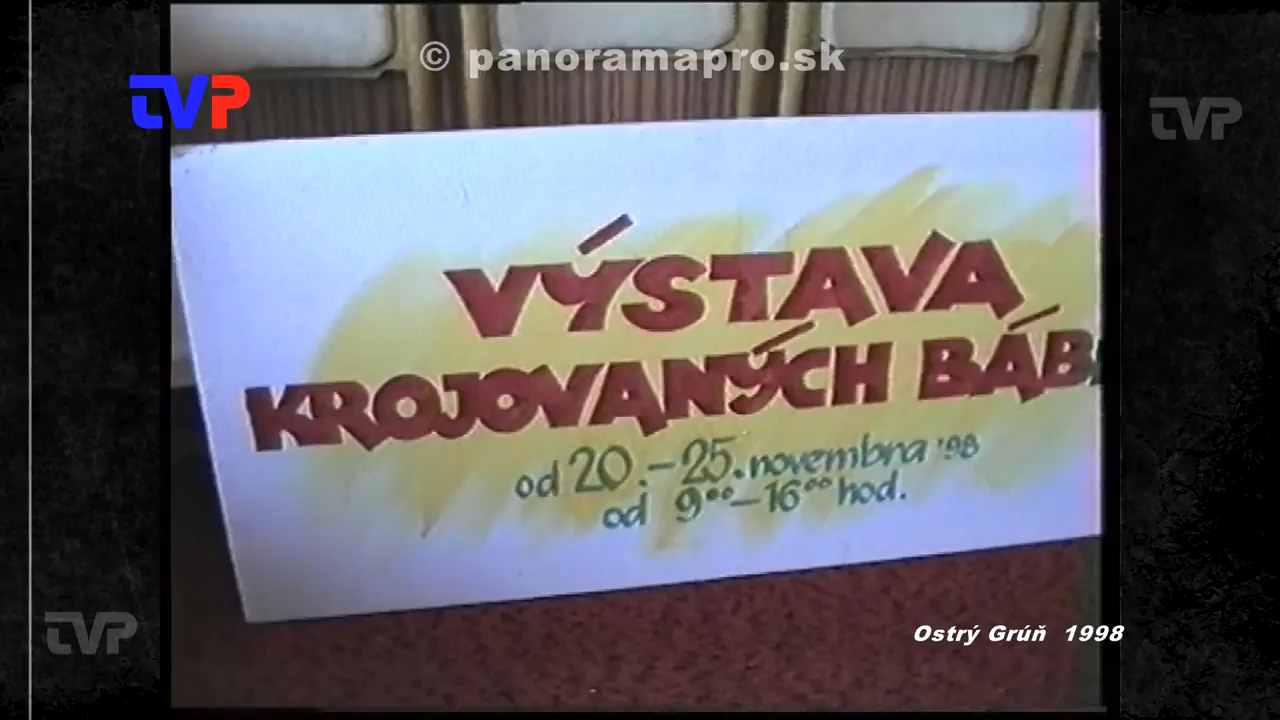 © panoramapro.sk
TVP
TVP
VÝSTAVA
KROJOVANÝCH
od 20.-25. novembra '98
od 9°° - 16°° hod.
Ostrý Grúň 1998
TVP